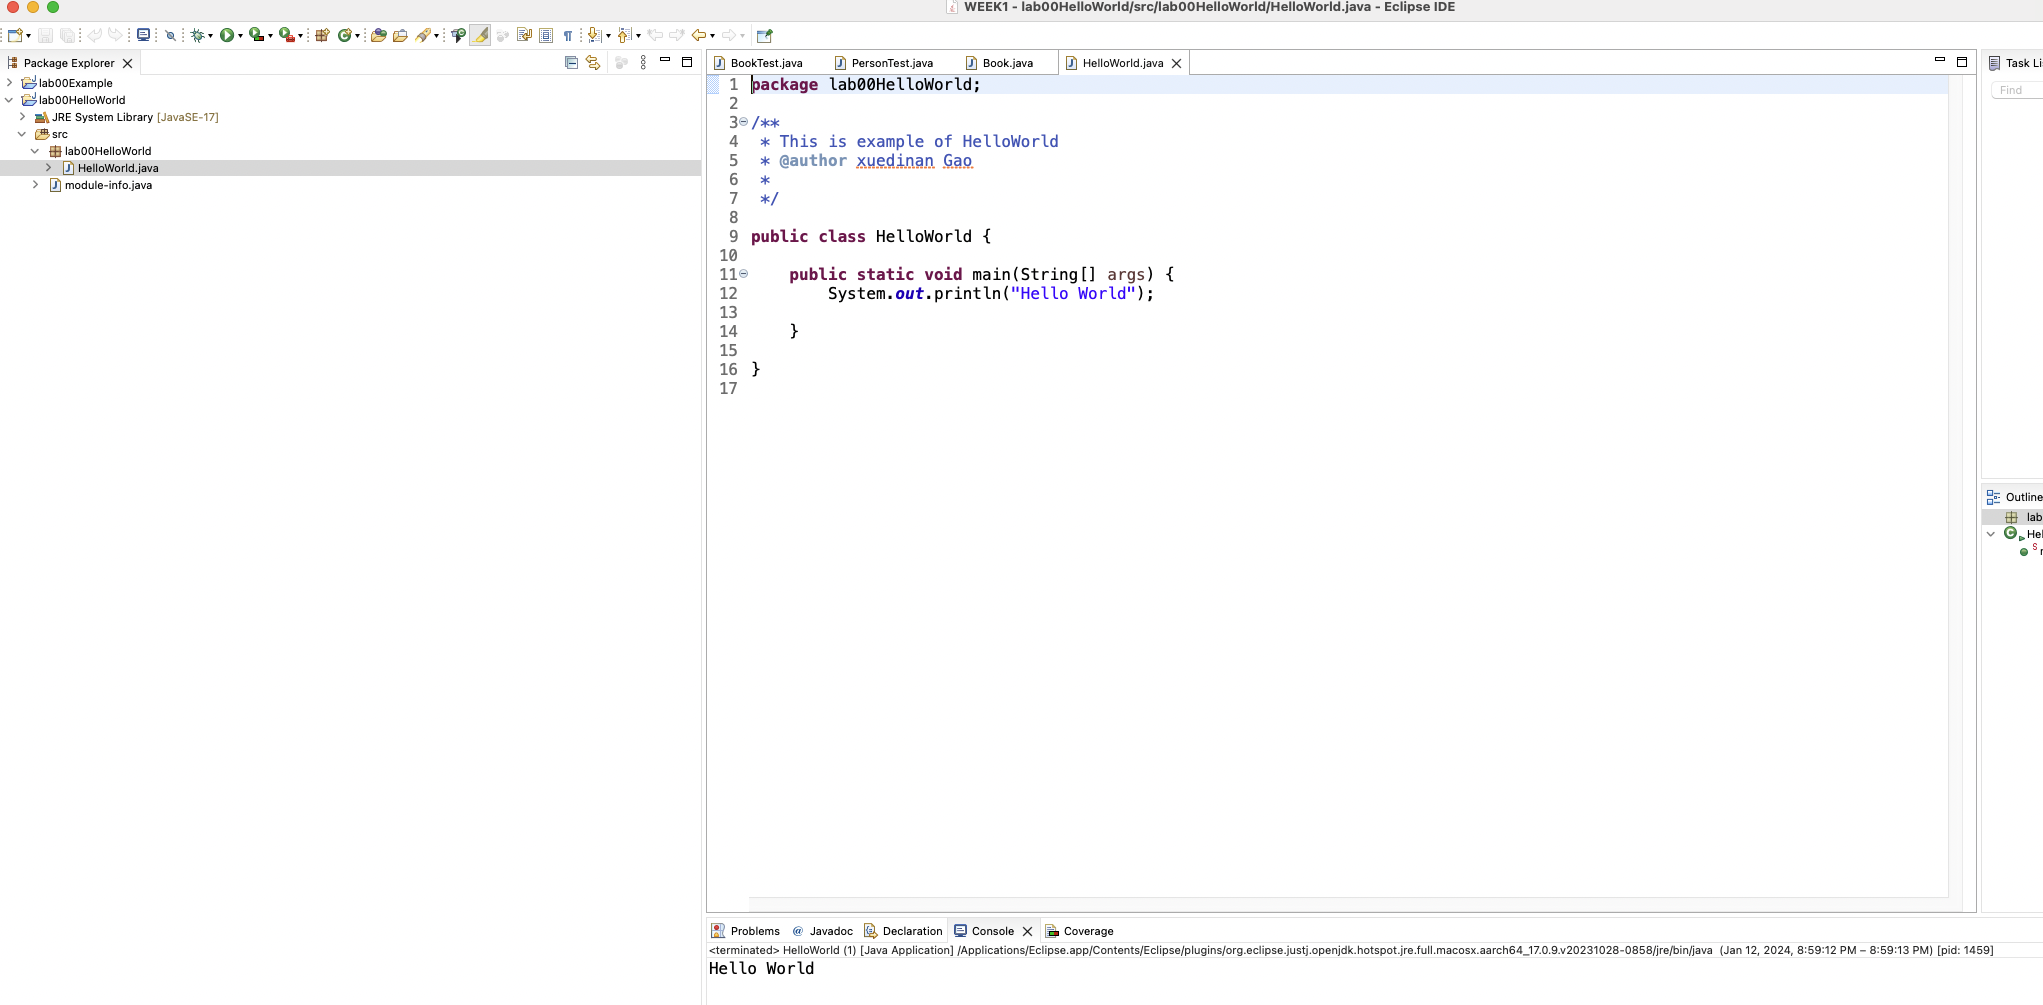 WEEK1 - lab00HelloWorld/src/lab00HelloWorld/HelloWorld.java - Eclipse IDE
Package Explorer
lab00Example
lab00HelloWorld
JRE System Library [JavaSE-17]
src
lab00HelloWorld
HelloWorld.java
module-info.java
BookTest.java PersonTest.java Book.java HelloWorld.java
1 package lab00HelloWorld;
2
3 /**
4 * This is example of HelloWorld
5 * @author xuedinan Gao
6 *
7 */
8
9 public class HelloWorld {
10
11 public static void main(String[] args) {
12 System.out.println("Hello World");
13
14 }
15
16 }
17
Task Li
Find
Outline
lab
Hel
Problems @ Javadoc Declaration Console Coverage
<terminated> HelloWorld (1) [Java Application] /Applications/Eclipse.app/Contents/Eclipse/plugins/org.eclipse.justj.openjdk.hotspot.jre.full.macosx.aarch64_17.0.9.v20231028-0858/jre/bin/java (Jan 12, 2024, 8:59:12 PM – 8:59:13 PM) [pid: 1459]
Hello World